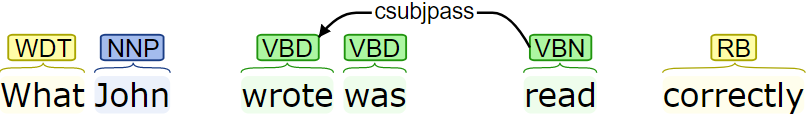 csubjpass
WDT NNP VBD VBD VBN RB
What John wrote was read correctly